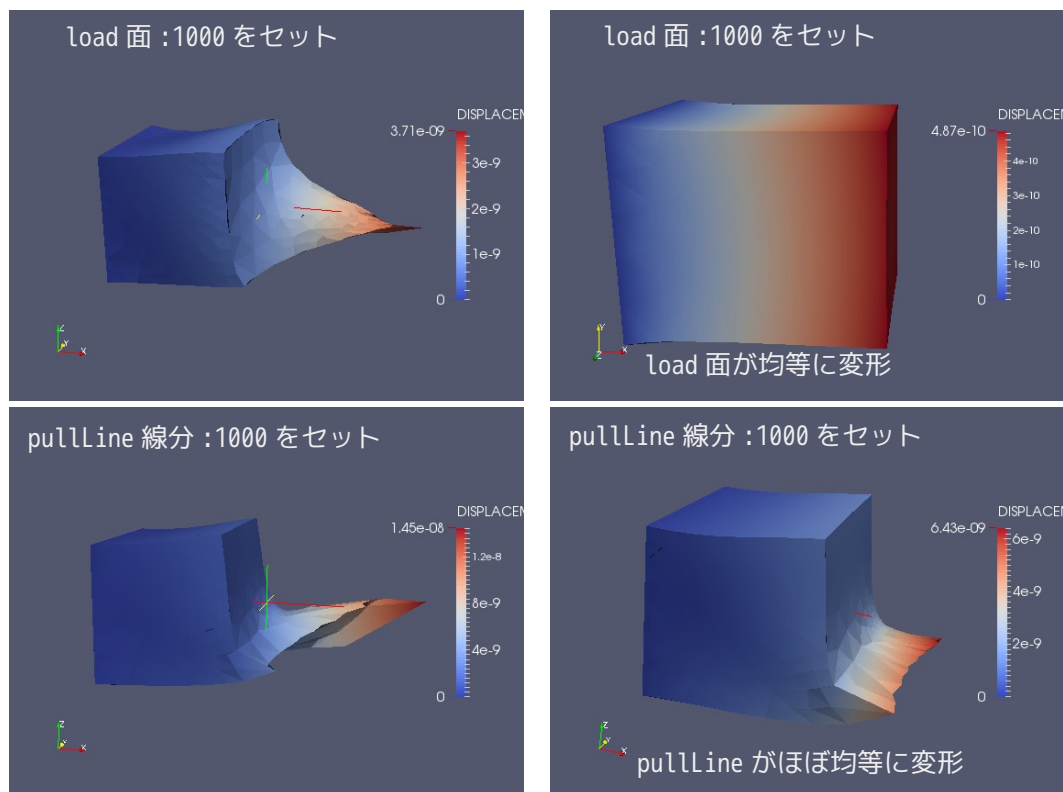 load 面 :1000 をセット
DISPLACEM
3.71e-09
3e-9
2e-9
1e-9
0
Z
Y
X
load 面 :1000 をセット
DISPLACEM
4.87e-10
4e-10
3e-10
2e-10
1e-10
0
Y
Z
X
load 面が均等に変形
pullLine 線分 :1000 をセット
DISPLACEM
1.45e-08
1.2e-8
8e-9
4e-9
0
Z
Y
X
pullLine 線分 :1000 をセット
DISPLACEM
6.43e-09
6e-9
4e-9
2e-9
0
Z
Y
X
pullLine がほぼ均等に変形